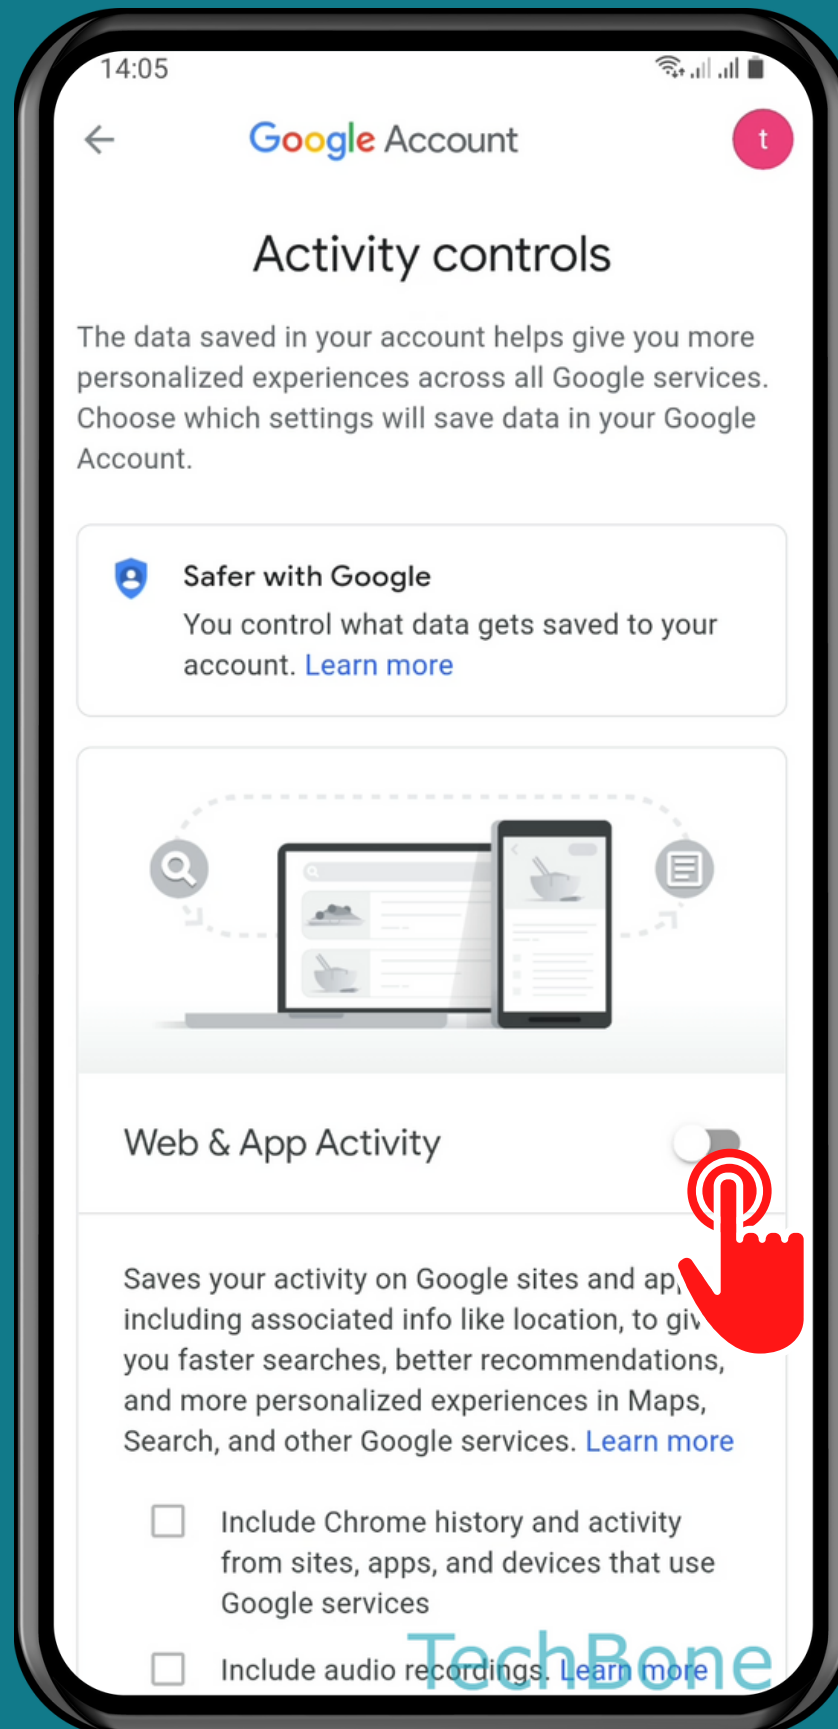 14:05
Google Account
t
Activity controls
The data saved in your account helps give you more
personalized experiences across all Google services.
Choose which settings will save data in your Google
Account.
Safer with Google
You control what data gets saved to your
account. Learn more
Web & App Activity
Saves your activity on Google sites and
including associated info like location, to
you faster searches, better recommendations,
and more personalized experiences in Maps,
Search, and other Google services. Learn more
Include Chrome history and activity
from sites, apps, and devices that use
Google services
Include audio recordings. Learn more
TechBone